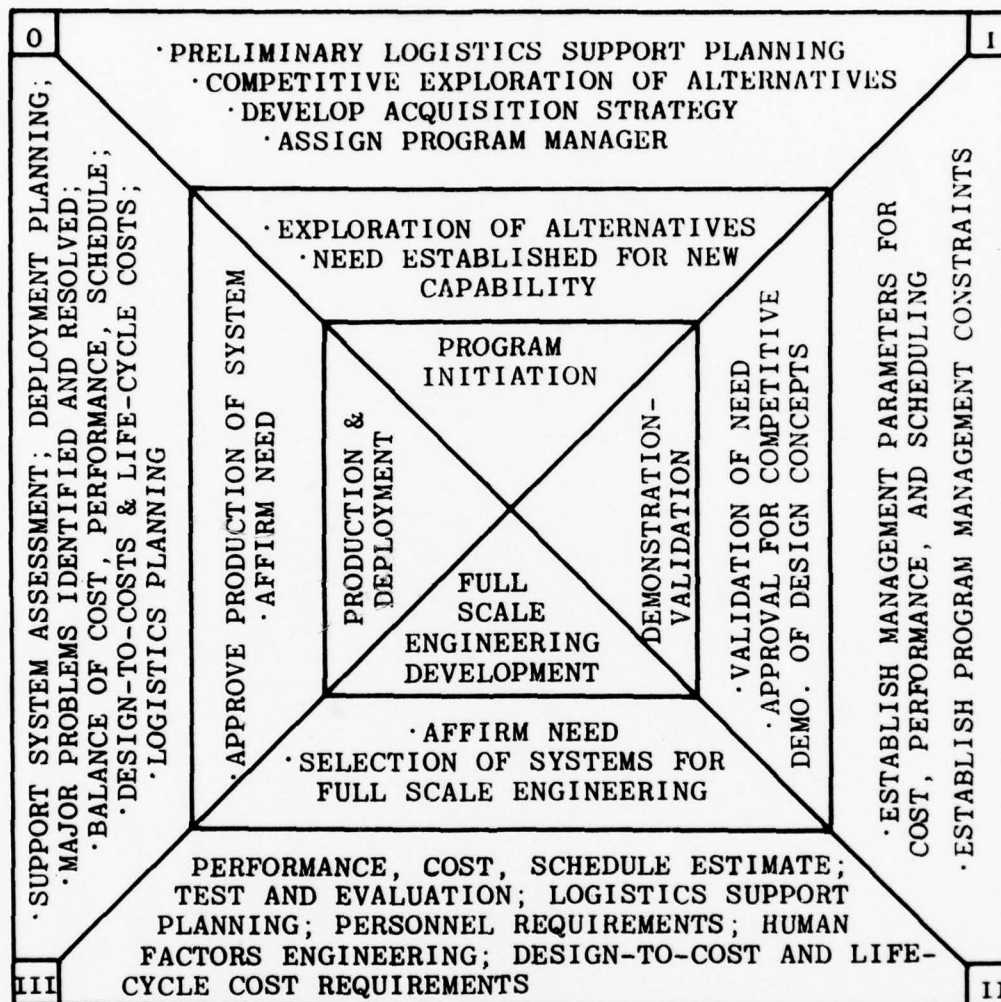 0
I
·PRELIMINARY LOGISTICS SUPPORT PLANNING
·COMPETITIVE EXPLORATION OF ALTERNATIVES
·DEVELOP ACQUISITION STRATEGY
·ASSIGN PROGRAM MANAGER
·EXPLORATION OF ALTERNATIVES
·NEED ESTABLISHED FOR NEW
CAPABILITY
PROGRAM
INITIATION
·SUPPORT SYSTEM ASSESSMENT; DEPLOYMENT PLANNING;
·MAJOR PROBLEMS IDENTIFIED AND RESOLVED;
·BALANCE OF COST, PERFORMANCE, SCHEDULE;
·DESIGN-TO-COSTS & LIFE-CYCLE COSTS;
·LOGISTICS PLANNING
·APPROVE PRODUCTION OF SYSTEM
·AFFIRM NEED
PRODUCTION &
DEPLOYMENT
DEMONSTRATION-
VALIDATION
·VALIDATION OF NEED
·APPROVAL FOR COMPETITIVE
DEMO. OF DESIGN CONCEPTS
·ESTABLISH MANAGEMENT PARAMETERS FOR
COST, PERFORMANCE, AND SCHEDULING
·ESTABLISH PROGRAM MANAGEMENT CONSTRAINTS
FULL
SCALE
ENGINEERING
DEVELOPMENT
·AFFIRM NEED
·SELECTION OF SYSTEMS FOR
FULL SCALE ENGINEERING
PERFORMANCE, COST, SCHEDULE ESTIMATE;
TEST AND EVALUATION; LOGISTICS SUPPORT
PLANNING; PERSONNEL REQUIREMENTS; HUMAN
FACTORS ENGINEERING; DESIGN-TO-COST AND LIFE-
CYCLE COST REQUIREMENTS
III
II